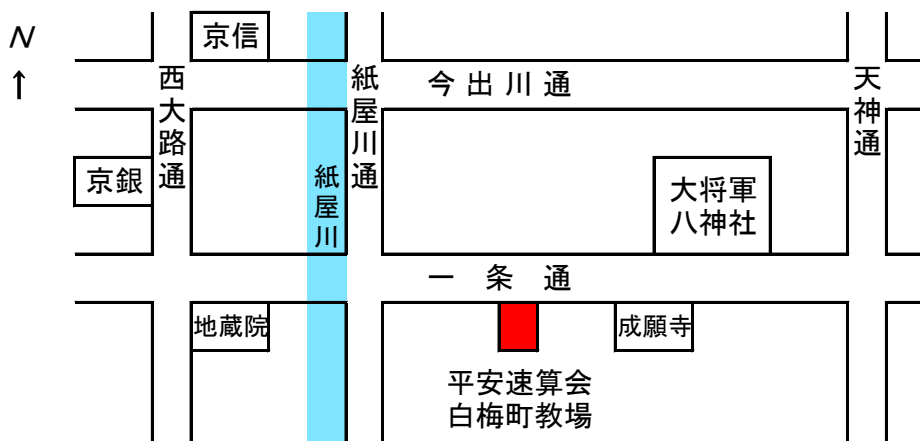 N
↑
京信
西大路通
紙屋川通
今出川通
天神通
京銀
紙屋川
大将軍
八神社
一条通
地蔵院
成願寺
平安速算会
白梅町教場